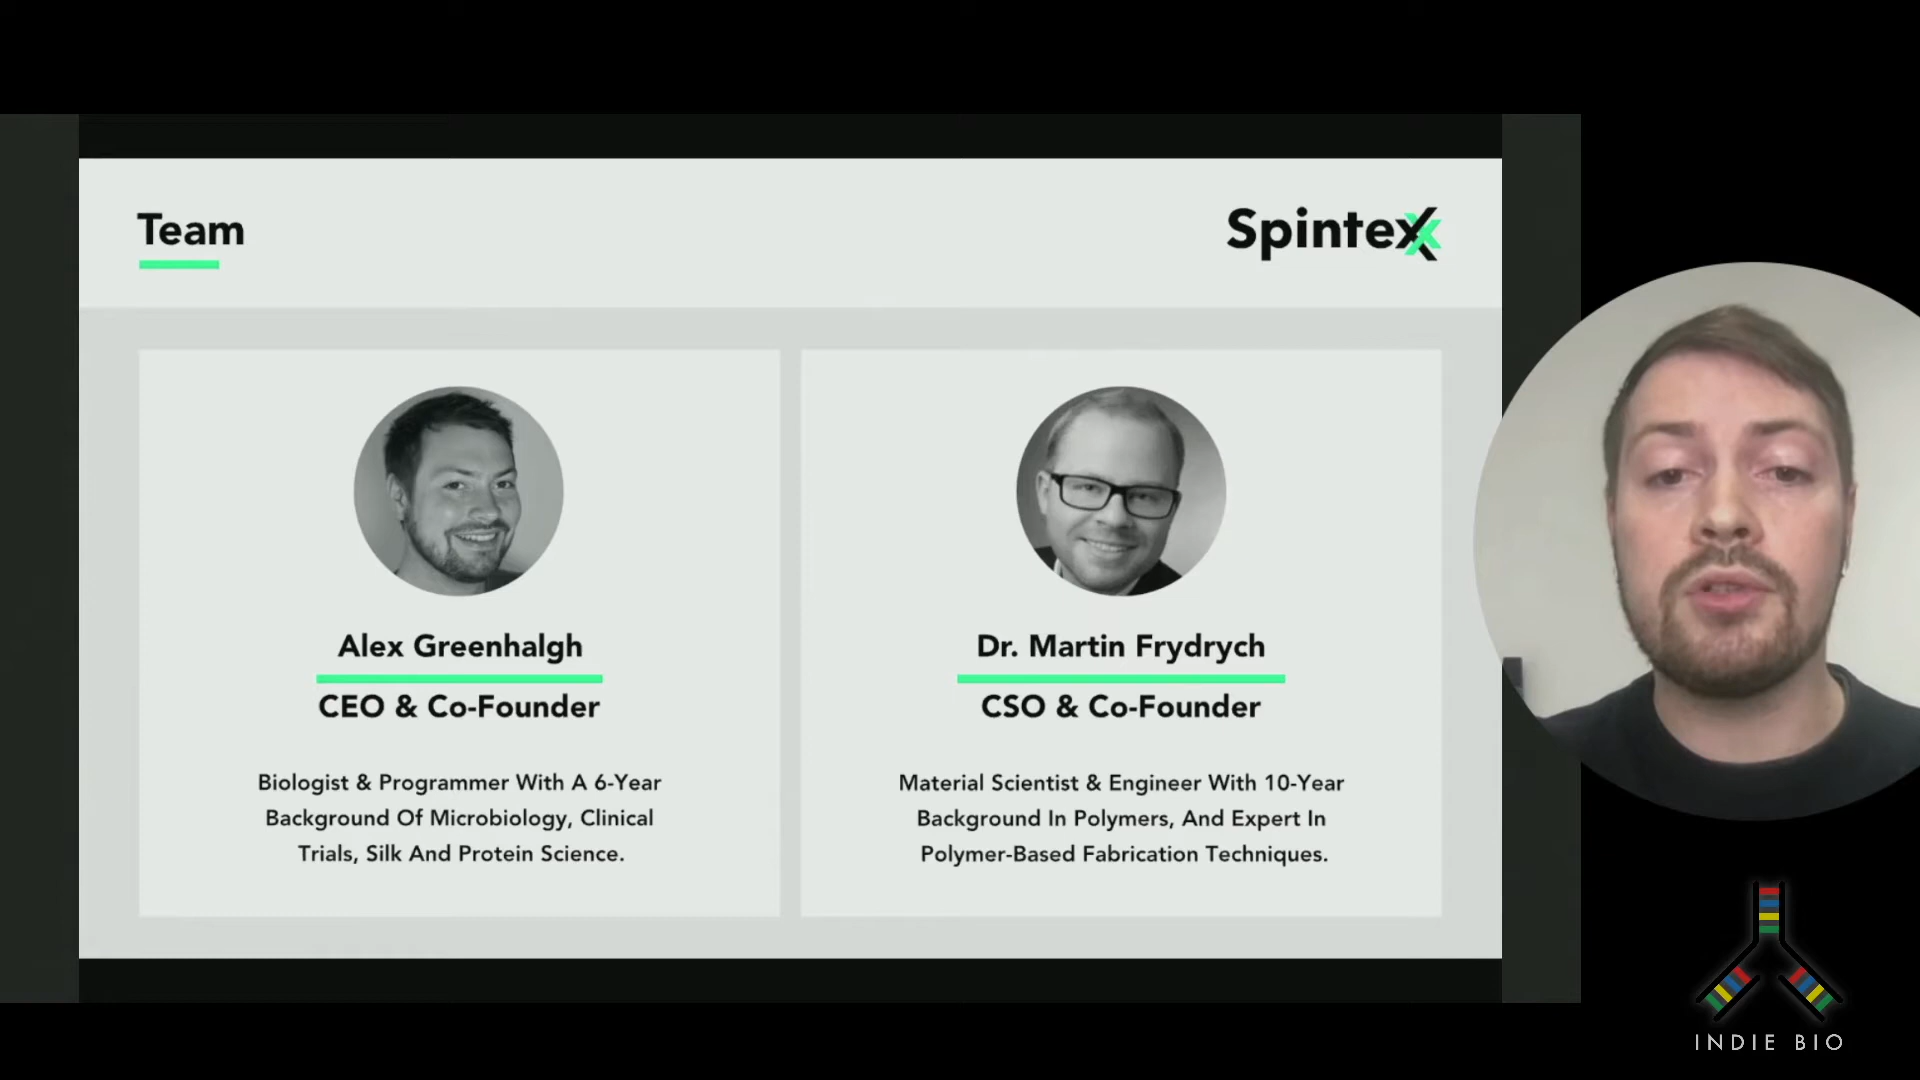 Team
Spintex
Alex Greenhalgh
CEO & Co-Founder
Biologist & Programmer With A 6-Year
Background Of Microbiology, Clinical
Trials, Silk And Protein Science.
Dr. Martin Frydrych
CSO & Co-Founder
Material Scientist & Engineer With 10-Year
Background In Polymers, And Expert In
Polymer-Based Fabrication Techniques.
INDIE BIO